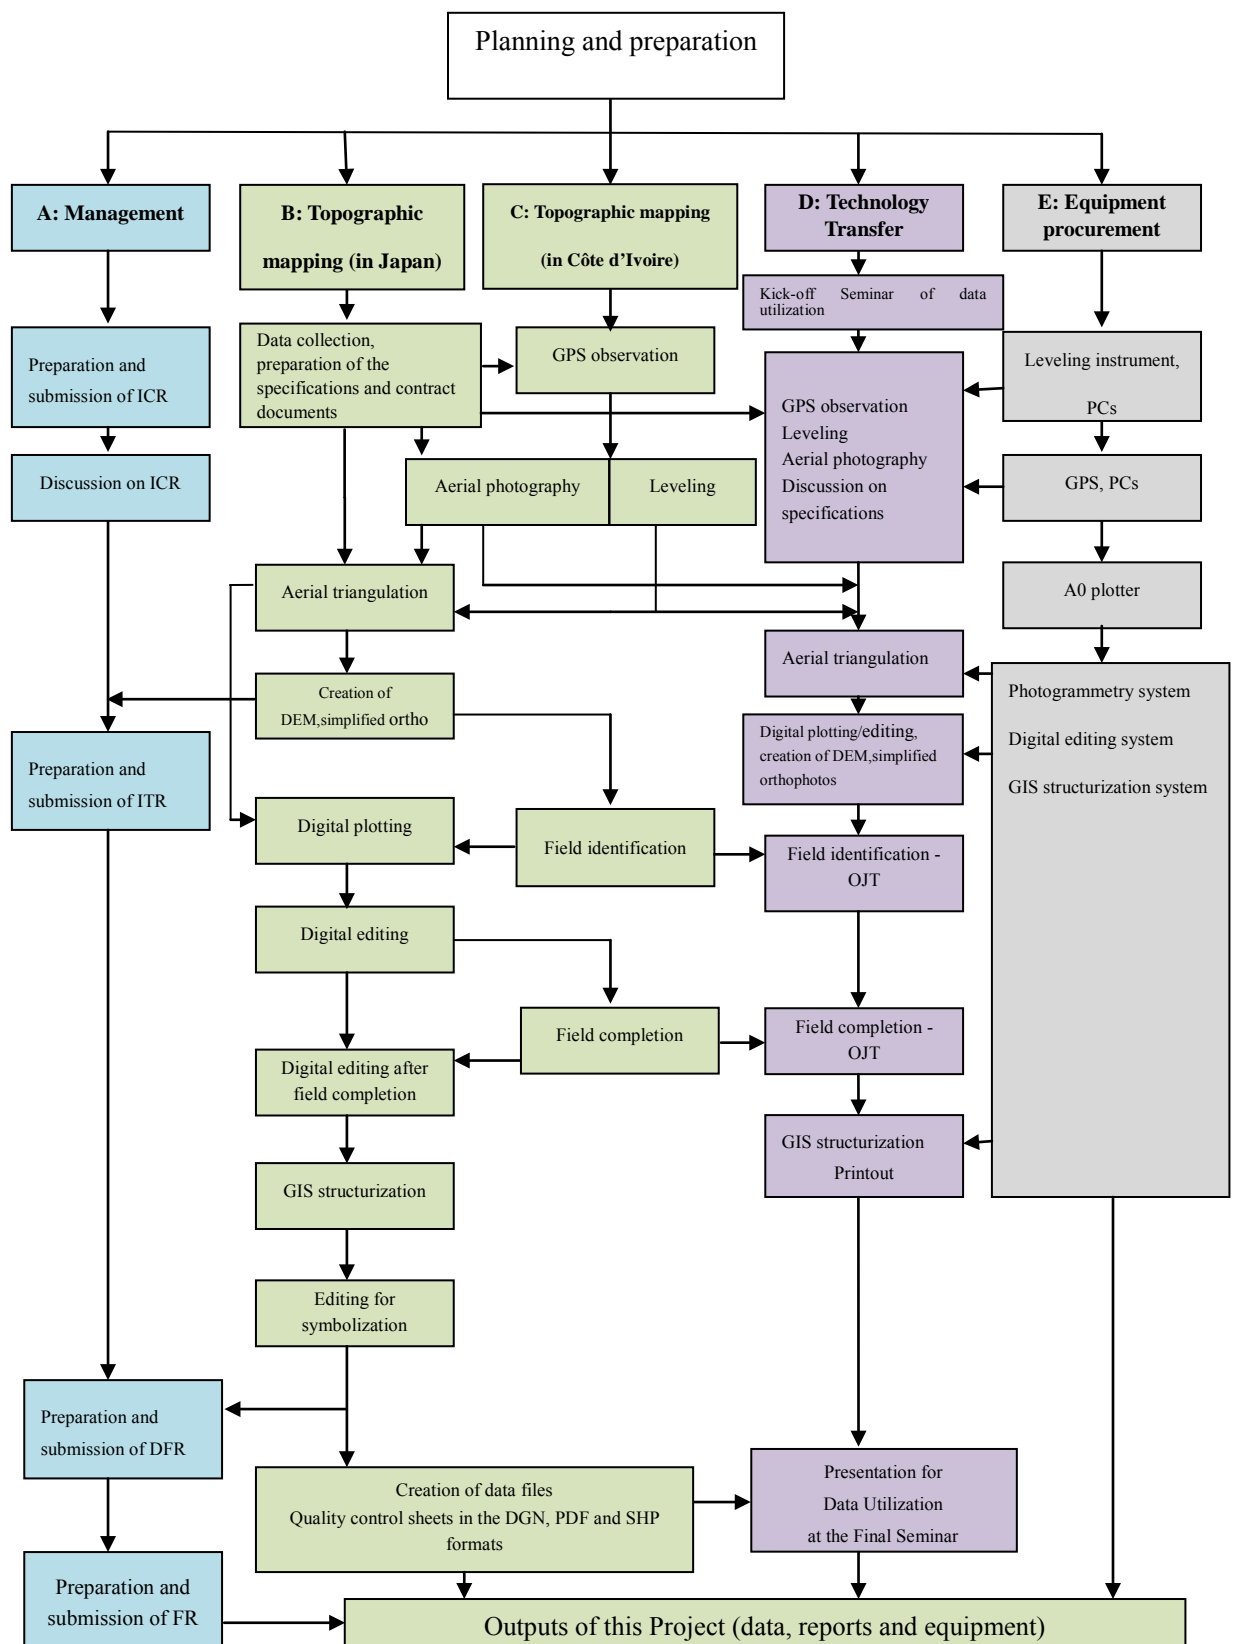 Planning and preparation
A: Management
B: Topographic
mapping (in Japan)
C: Topographic mapping
(in Côte d’Ivoire)
D: Technology
Transfer
E: Equipment
procurement
Kick-off Seminar of data
utilization
Preparation and
submission of ICR
Data collection,
preparation of the
specifications and contract
documents
GPS observation
GPS observation
Leveling
Aerial photography
Discussion on
specifications
Leveling instrument,
PCs
Discussion on ICR
Aerial photography
Leveling
GPS, PCs
Aerial triangulation
A0 plotter
Aerial triangulation
Creation of
DEM,simplified ortho
Photogrammetry system
Digital editing system
GIS structurization system
Preparation and
submission of ITR
Digital plotting/editing,
creation of DEM,simplified
orthophotos
Digital plotting
Field identification
Field identification -
OJT
Digital editing
Field completion
Field completion -
OJT
Digital editing after
field completion
GIS structurization
Printout
GIS structurization
Editing for
symbolization
Preparation and
submission of DFR
Creation of data files
Quality control sheets in the DGN, PDF and SHP
formats
Presentation for
Data Utilization
at the Final Seminar
Preparation and
submission of FR
Outputs of this Project (data, reports and equipment)